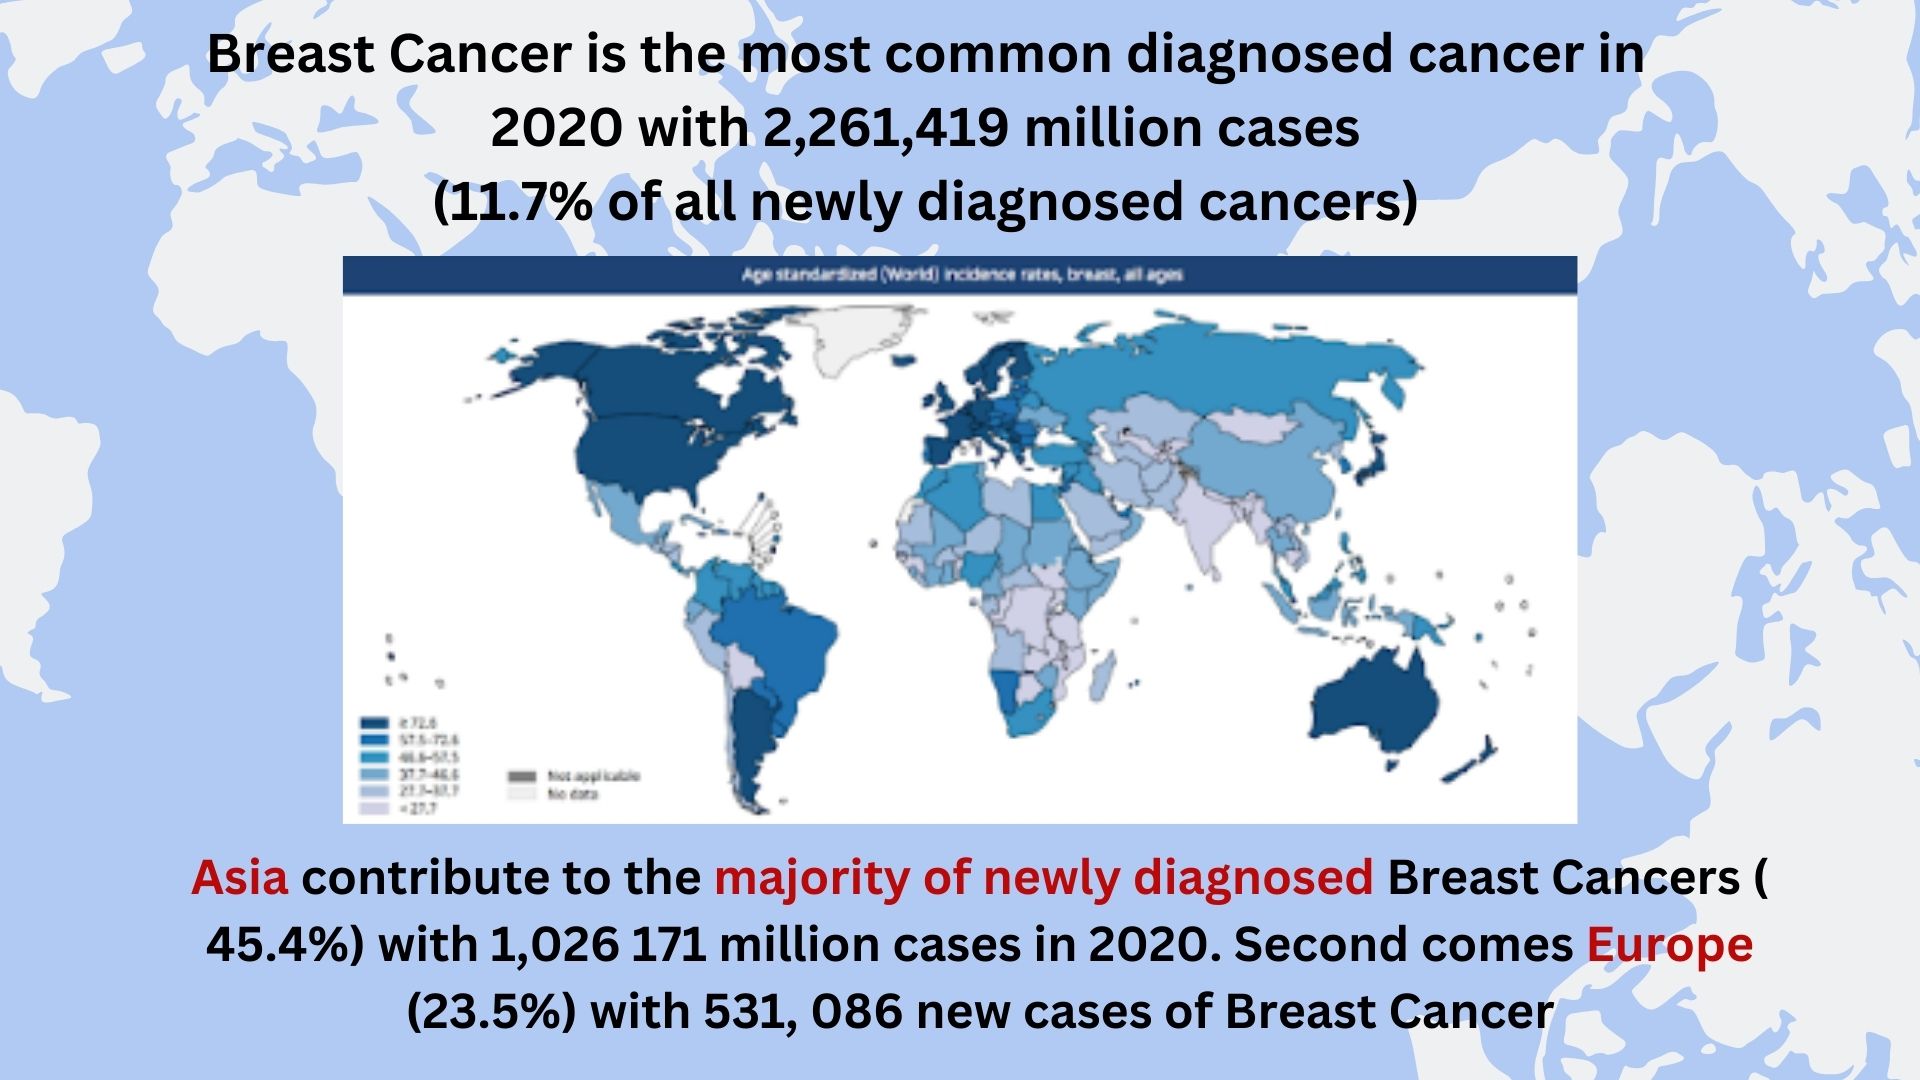 Breast Cancer is the most common diagnosed cancer in
2020 with 2,261,419 million cases
(11.7% of all newly diagnosed cancers)
Age standardized (World) incidence rates, breast, all ages
≥ 72.6
57.5–72.6
46.6–57.5
37.7–46.6
27.7–37.7
< 27.7
Not applicable
No data
Asia contribute to the majority of newly diagnosed Breast Cancers (
45.4%) with 1,026 171 million cases in 2020. Second comes Europe
(23.5%) with 531, 086 new cases of Breast Cancer